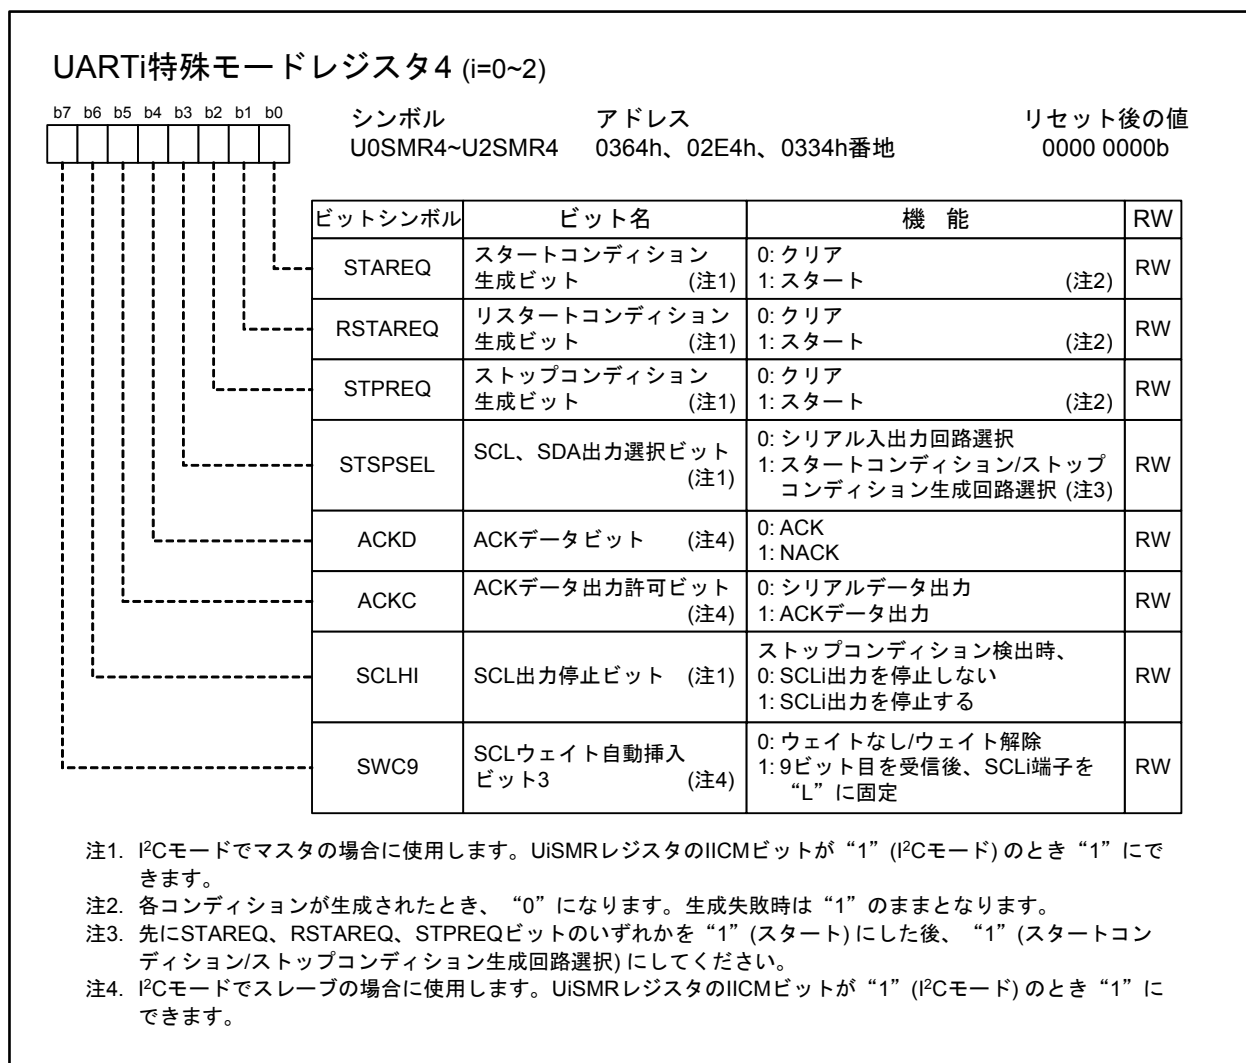 UARTi特殊モードレジスタ4 (i=0~2)
b7 b6 b5 b4 b3 b2 b1 b0
シンボル アドレス リセット後の値
U0SMR4~U2SMR4 0364h、02E4h、0334h番地 0000 0000b
ビットシンボル ビット名 機 能 RW
STAREQ
スタートコンディション
生成ビット (注1)
0: クリア
1: スタート (注2)
RW
RSTAREQ
リスタートコンディション
生成ビット (注1)
0: クリア
1: スタート (注2)
RW
STPREQ
ストップコンディション
生成ビット (注1)
0: クリア
1: スタート (注2)
RW
STSPSEL
SCL、SDA出力選択ビット
(注1)
0: シリアル入出力回路選択
1: スタートコンディション/ストップ
コンディション生成回路選択 (注3)
RW
ACKD
ACKデータビット (注4)
0: ACK
1: NACK
RW
ACKC
ACKデータ出力許可ビット
(注4)
0: シリアルデータ出力
1: ACKデータ出力
RW
SCLHI
SCL出力停止ビット (注1)
ストップコンディション検出時、
0: SCLi出力を停止しない
1: SCLi出力を停止する
RW
SWC9
SCLウェイト自動挿入
ビット3 (注4)
0: ウェイトなし/ウェイト解除
1: 9ビット目を受信後、SCLi端子を
“L”に固定
RW
注1. I²Cモードでマスタの場合に使用します。UiSMRレジスタのIICMビットが“1”(I²Cモード) のとき“1”にで
きます。
注2. 各コンディションが生成されたとき、“0”になります。生成失敗時は“1”のままとなります。
注3. 先にSTAREQ、RSTAREQ、STPREQビットのいずれかを“1”(スタート) にした後、“1”(スタートコン
ディション/ストップコンディション生成回路選択) にしてください。
注4. I²Cモードでスレーブの場合に使用します。UiSMRレジスタのIICMビットが“1”(I²Cモード) のとき“1”に
できます。